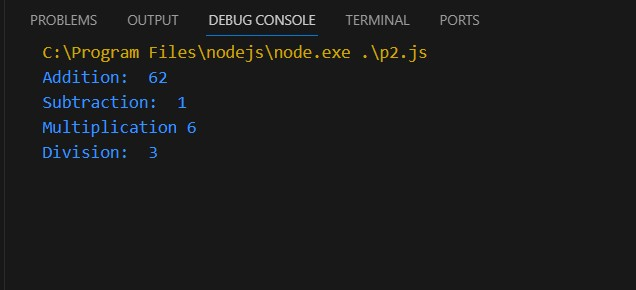 PROBLEMS OUTPUT DEBUG CONSOLE TERMINAL PORTS
C:\Program Files\nodejs\node.exe .\p2.js
Addition:  62
Subtraction:  1
Multiplication 6
Division:  3